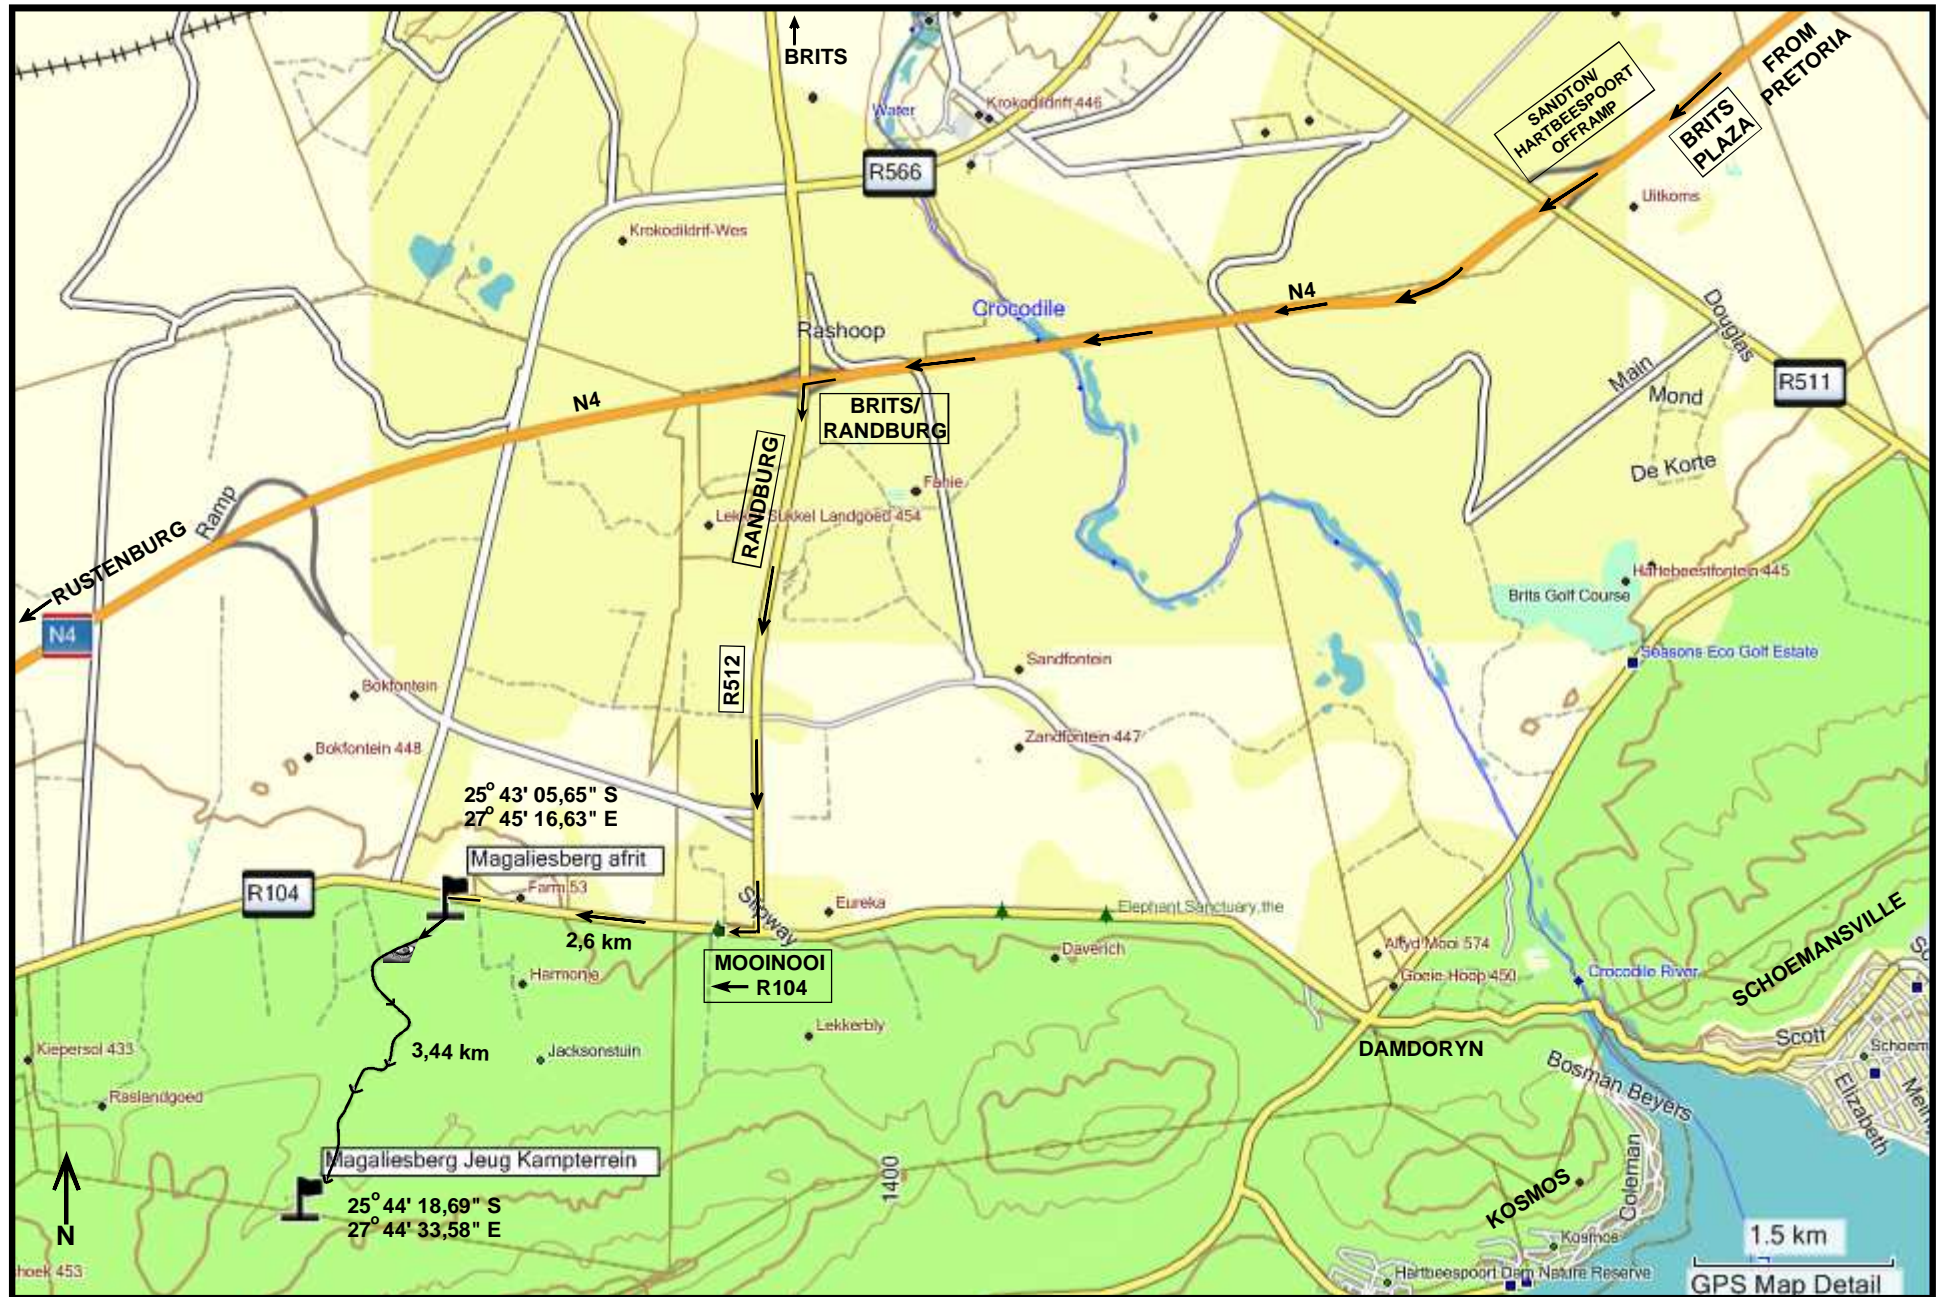 BRITS
FROM
PRETORIA
SANDTON/
HARTBEESPOORT
OFFRAMP
BRITS
PLAZA
Water
Krokodildrift 446
R566
Uitkoms
Krokodildrif-Wes
N4
Crocodile
Rashoop
Douglas
Main
Mond
R511
N4
BRITS/
RANDBURG
De Korte
RANDBURG
Fahie
Ramp
Landgoed 454
RUSTENBURG
N4
Hartebeestfontein 445
Brits Golf Course
Seasons Eco Golf Estate
Sandfontein
R512
Bokfontein
Zandfontein 447
Bokfontein 448
25° 43' 05,65" S
27° 45' 16,63" E
Magaliesberg afrit
R104
Farm 53
Slipway
Eureka
Elephant Sanctuary,the
2,6 km
MOOINOOI
R104
Daverich
Altyd Mooi 574
Goeie Hoop 450
Crocodile River
SCHOEMANSVILLE
Harmonie
Lekkerbly
DAMDORYN
Scott
Schoem
Kiepersol 433
3,44 km
Jacksonstuin
Bosman Beyers
Elizabeth
Raslandgoed
Magaliesberg Jeug Kampterrein
1400
Coleman
KOSMOS
25° 44' 18,69" S
27° 44' 33,58" E
N
Kosmos
1.5 km
hoek 453
Hartbeespoort Dam Nature Reserve
GPS Map Detail